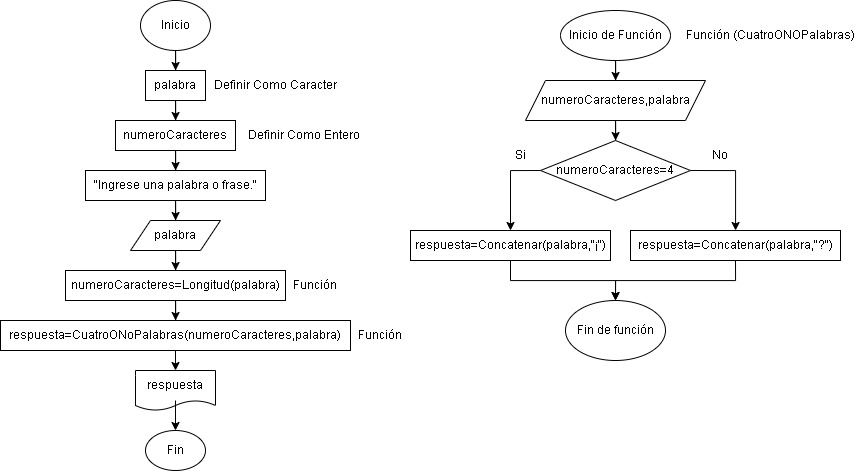 Inicio
palabra
Definir Como Caracter
numeroCaracteres
Definir Como Entero
"Ingrese una palabra o frase."
palabra
numeroCaracteres=Longitud(palabra)
Función
respuesta=CuatroONoPalabras(numeroCaracteres,palabra)
Función
respuesta
Fin
Inicio de Función
Función (CuatroONOPalabras)
numeroCaracteres,palabra
Si
numeroCaracteres=4
No
respuesta=Concatenar(palabra,"¡")
respuesta=Concatenar(palabra,"?")
Fin de función